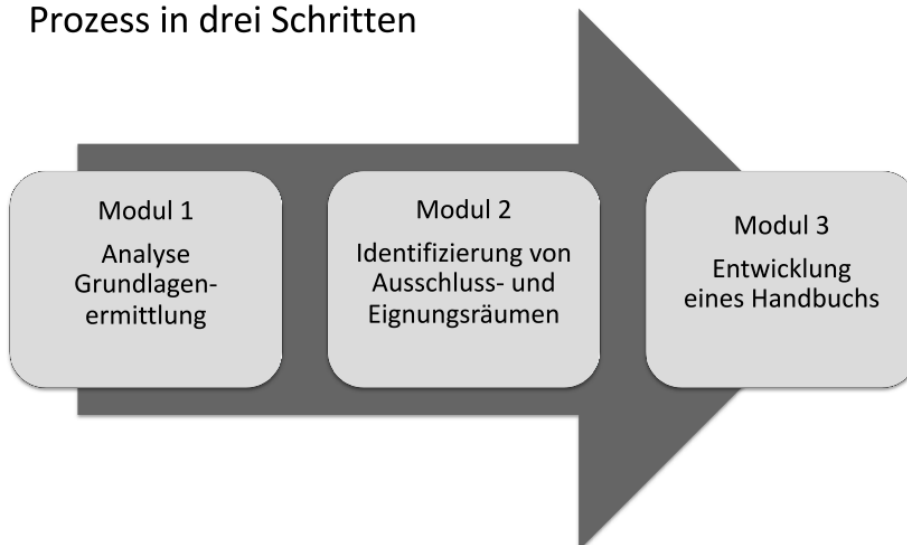 Prozess in drei Schritten
Modul 1
Analyse
Grundlagen-
ermittlung
Modul 2
Identifizierung von
Ausschluss- und
Eignungsräumen
Modul 3
Entwicklung
eines Handbuchs